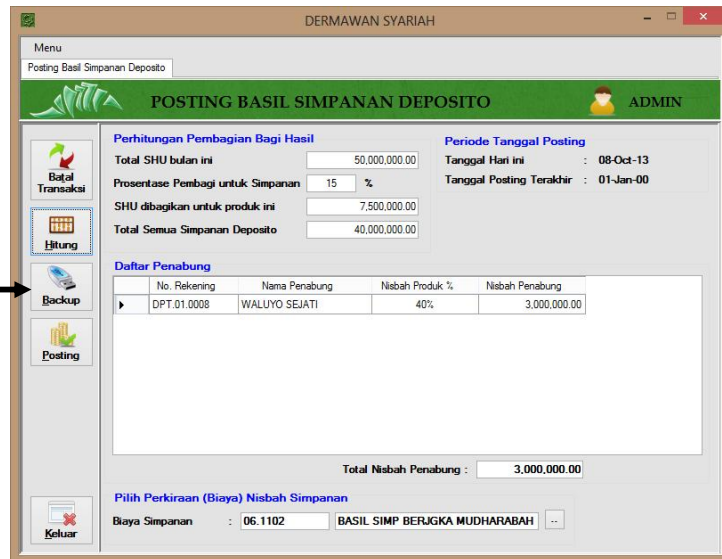 DERMAWAN SYARIAH
Menu
Posting Basil Simpanan Deposito
POSTING BASIL SIMPANAN DEPOSITO
ADMIN
Batal Transaksi
Hitung
Backup
Posting
Keluar
Perhitungan Pembagian Bagi Hasil
Total SHU bulan ini 50,000,000.00
Prosentase Pembagi untuk Simpanan 15 %
SHU dibagikan untuk produk ini 7,500,000.00
Total Semua Simpanan Deposito 40,000,000.00
Periode Tanggal Posting
Tanggal Hari ini : 08-Oct-13
Tanggal Posting Terakhir : 01-Jan-00
Daftar Penabung
No. Rekening Nama Penabung Nisbah Produk % Nisbah Penabung
DPT.01.0008 WALUYO SEJATI 40% 3,000,000.00
Total Nisbah Penabung : 3,000,000.00
Pilih Perkiraan (Biaya) Nisbah Simpanan
Biaya Simpanan : 06.1102 BASIL SIMP BERJGKA MUDHARABAH ..